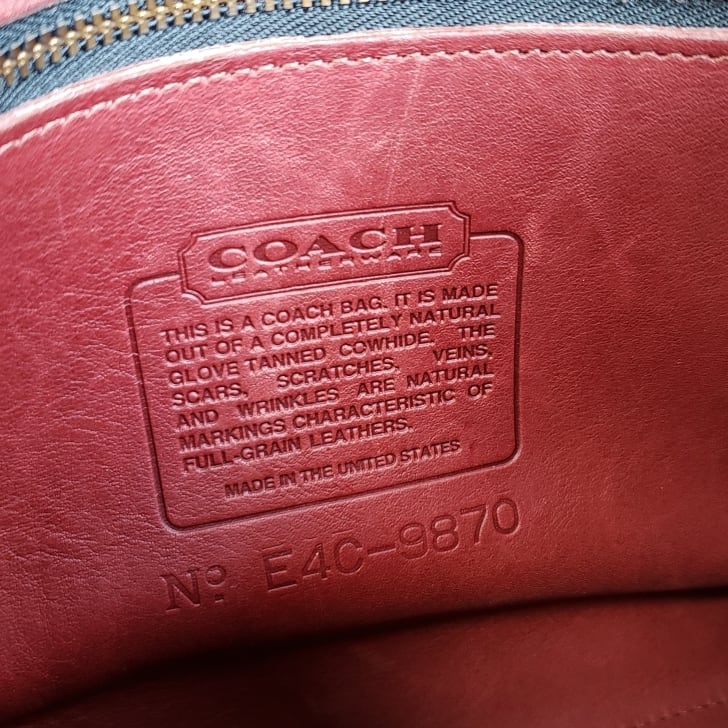 COACH
LEATHERWARE
THIS IS A COACH BAG. IT IS MADE
OUT OF A COMPLETELY NATURAL
GLOVE TANNED COWHIDE. THE
SCARS, SCRATCHES, VEINS,
AND WRINKLES ARE NATURAL
MARKINGS CHARACTERISTIC OF
FULL-GRAIN LEATHERS.
MADE IN THE UNITED STATES
Nº. E4C-9870